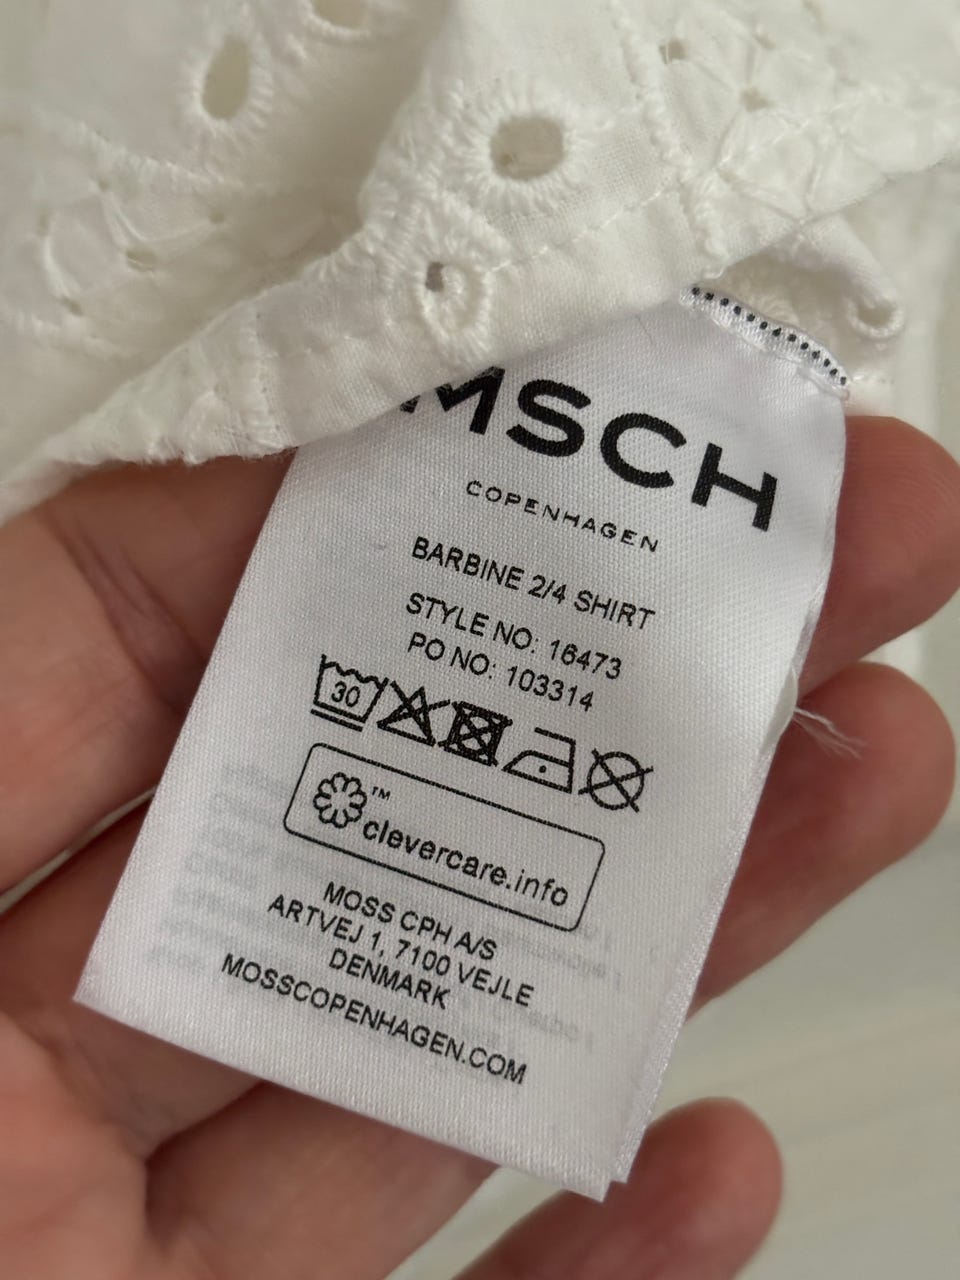 MSCH
COPENHAGEN
BARBINE 2/4 SHIRT
STYLE NO: 16473
PO NO: 103314
30
™
clevercare.info
MOSS CPH A/S
ARTVEJ 1, 7100 VEJLE
DENMARK
MOSSCOPENHAGEN.COM